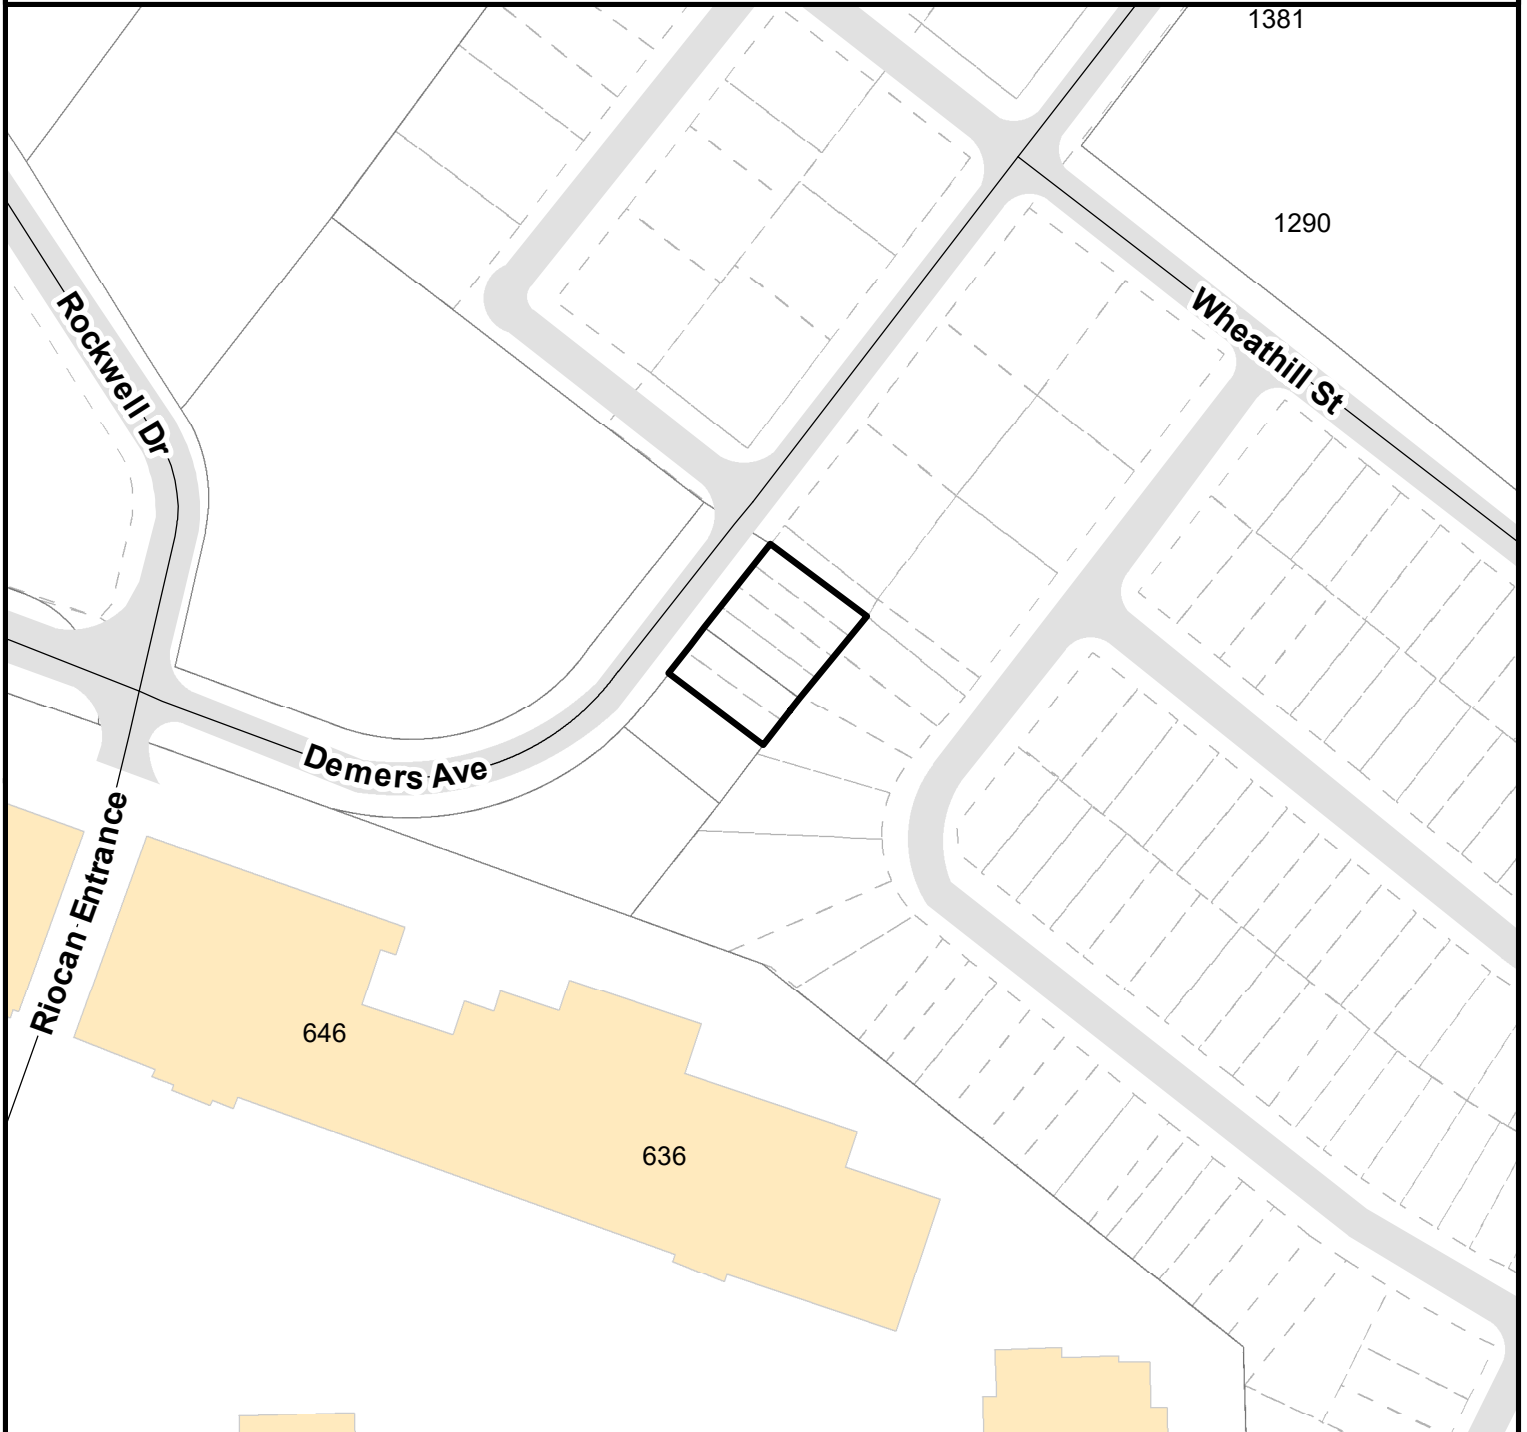 1381
1290
Wheathill St
Rockwell Dr
Demers Ave
Riocan Entrance
646
636